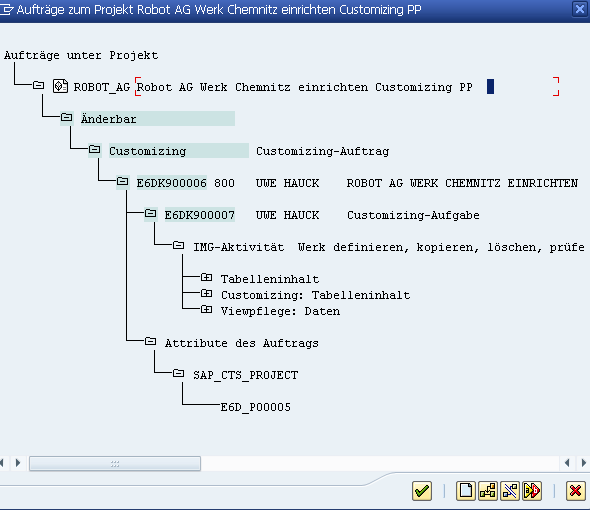 Aufträge zum Projekt Robot AG Werk Chemnitz einrichten Customizing PP
Aufträge unter Projekt
ROBOT_AG Robot AG Werk Chemnitz einrichten Customizing PP
Änderbar
Customizing Customizing-Auftrag
E6DK900006 800 UWE HAUCK ROBOT AG WERK CHEMNITZ EINRICHTEN
E6DK900007 UWE HAUCK Customizing-Aufgabe
IMG-Aktivität Werk definieren, kopieren, löschen, prüfe
Tabelleninhalt
Customizing: Tabelleninhalt
Viewpflege: Daten
Attribute des Auftrags
SAP_CTS_PROJECT
E6D_P00005